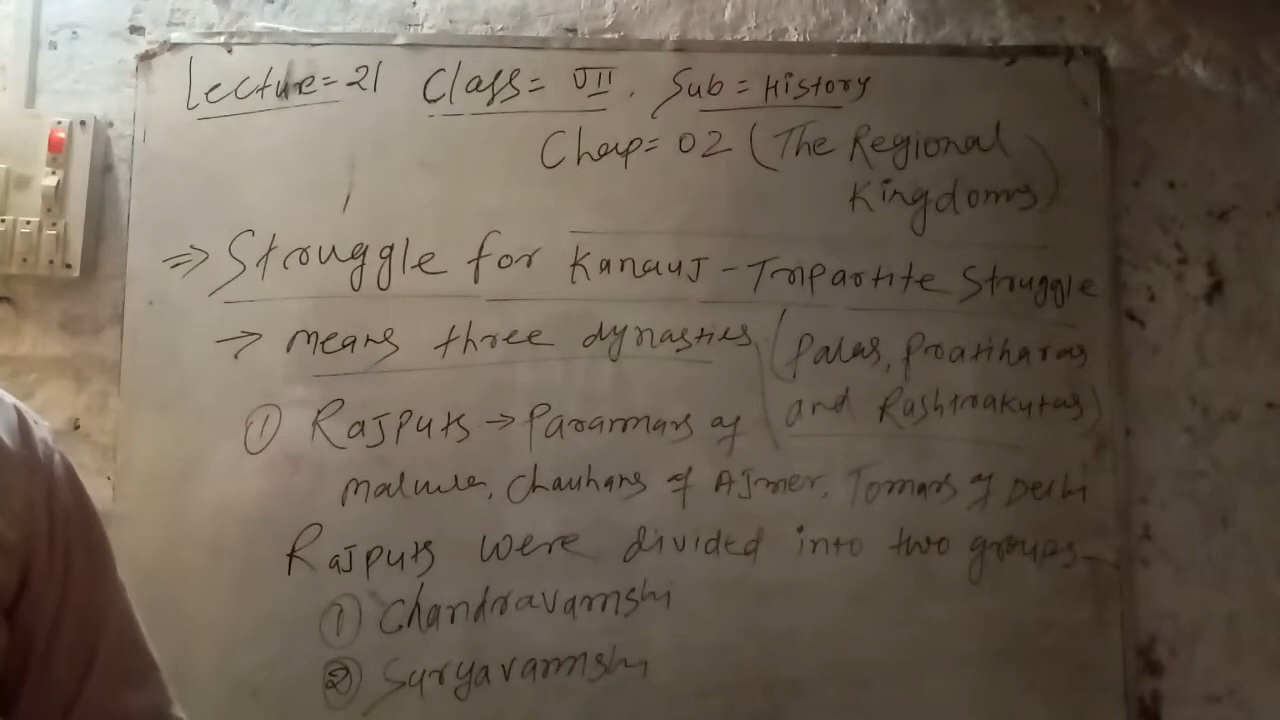 Lecture=21 Class= VII. Sub = History
Chap= 02 (The Regional
Kingdoms)
⇒ Struggle for Kanauj - Tripartite Struggle
→ means three dynasties (Palas, Pratiharas
and Rashtrakutas)
① Rajputs → Paramars of
Malwa, Chauhans of Ajmer, Tomars of Delhi
Rajputs were divided into two groups-
① Chandravamshi
② Suryavamshi